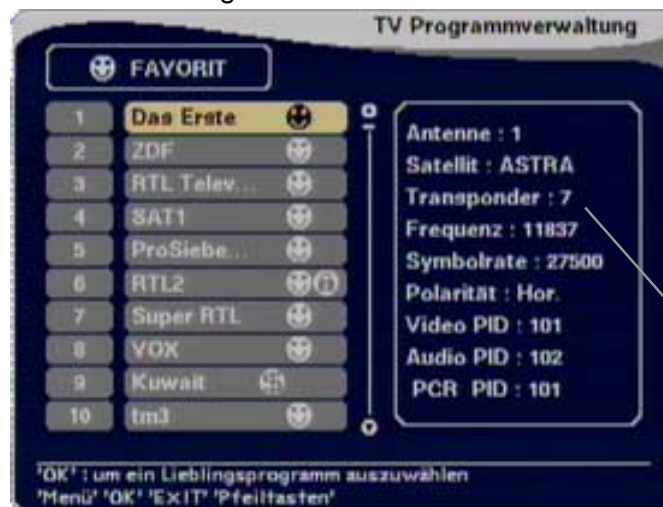 TV Programmverwaltung
FAVORIT
1 Das Erste
2 ZDF
3 RTL Telev...
4 SAT1
5 ProSiebe...
6 RTL2
7 Super RTL
8 VOX
9 Kuwait
10 tm3
Antenne : 1
Satellit : ASTRA
Transponder : 7
Frequenz : 11837
Symbolrate : 27500
Polarität : Hor.
Video PID : 101
Audio PID : 102
PCR PID : 101
'OK' : um ein Lieblingsprogramm auszuwählen
'Menü' 'OK' 'EXIT' 'Pfeiltasten'